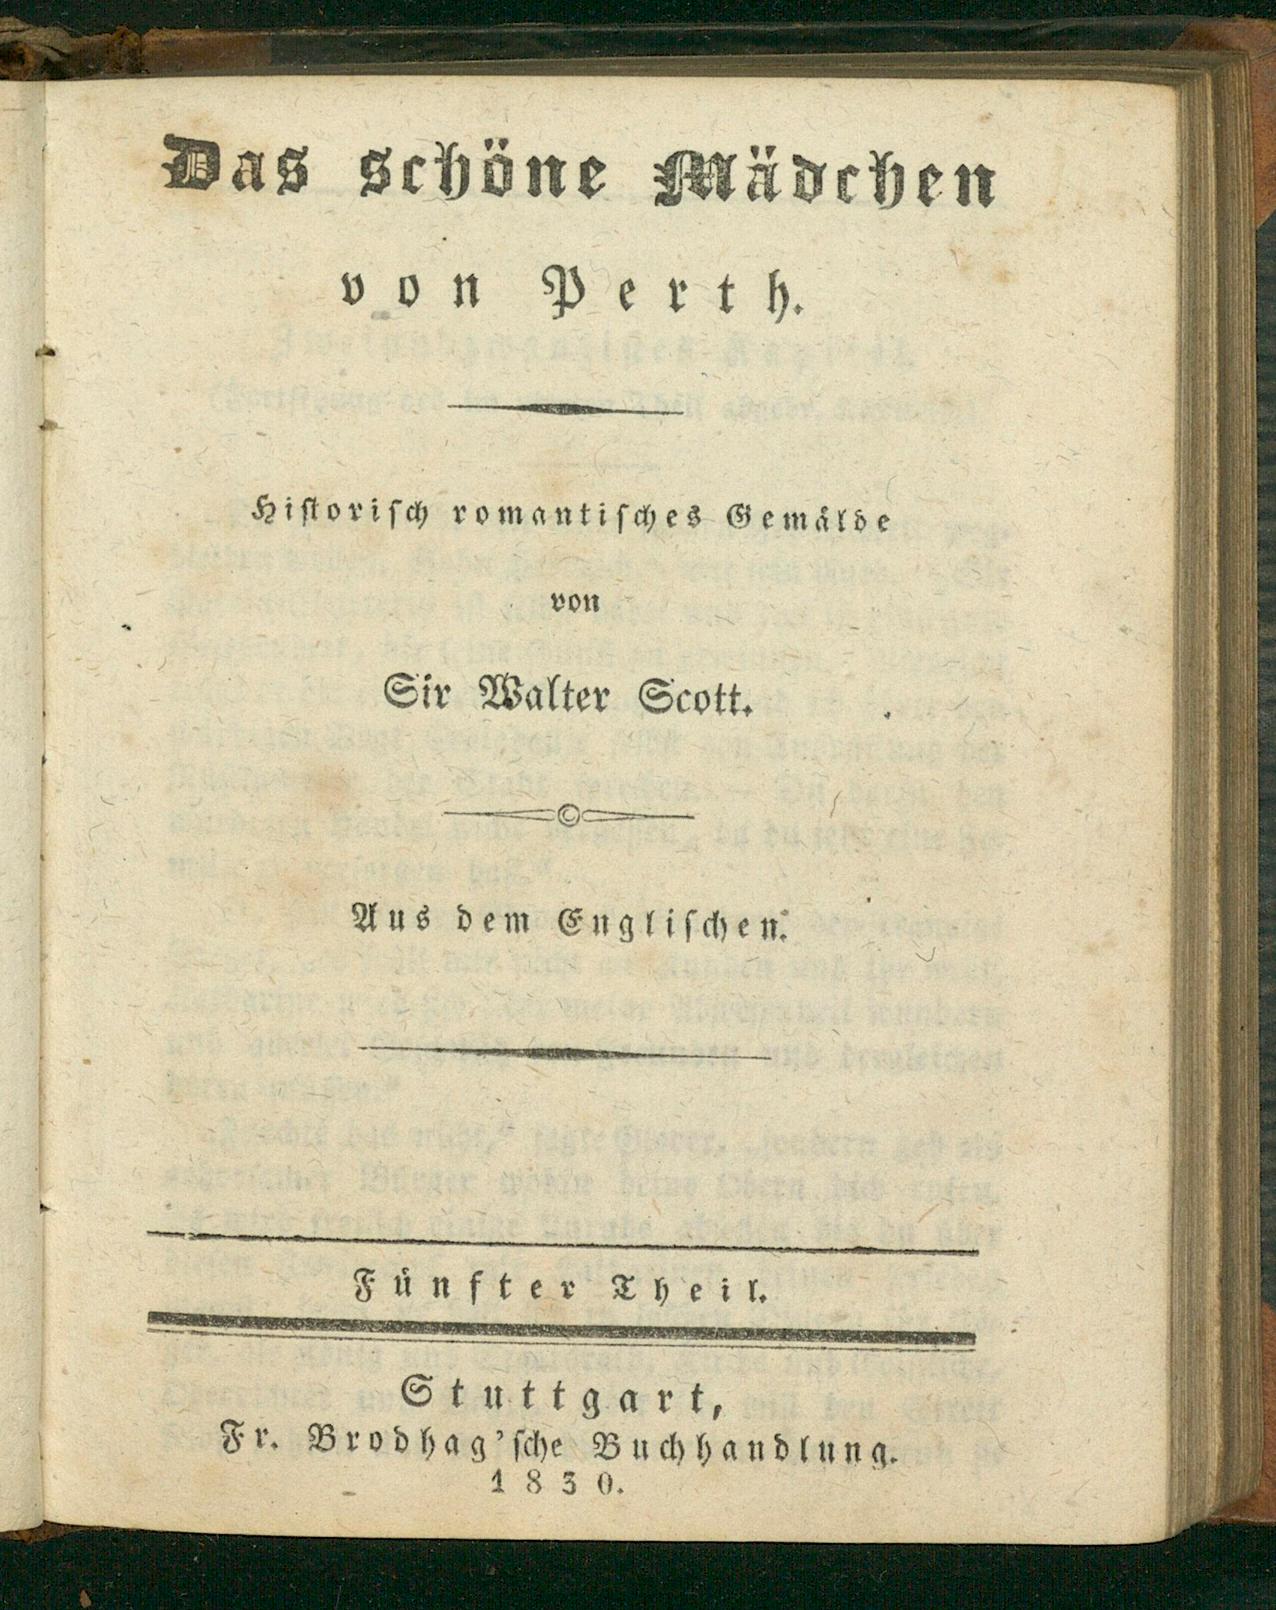 Das schöne Mädchen
von Perth.
Hiſtoriſch romantiſches Gemälde
von
Sir Walter Scott.
Aus dem Engliſchen.
Fünfter Theil.
Stuttgart,
Fr. Brodhag'ſche Buchhandlung.
1830.